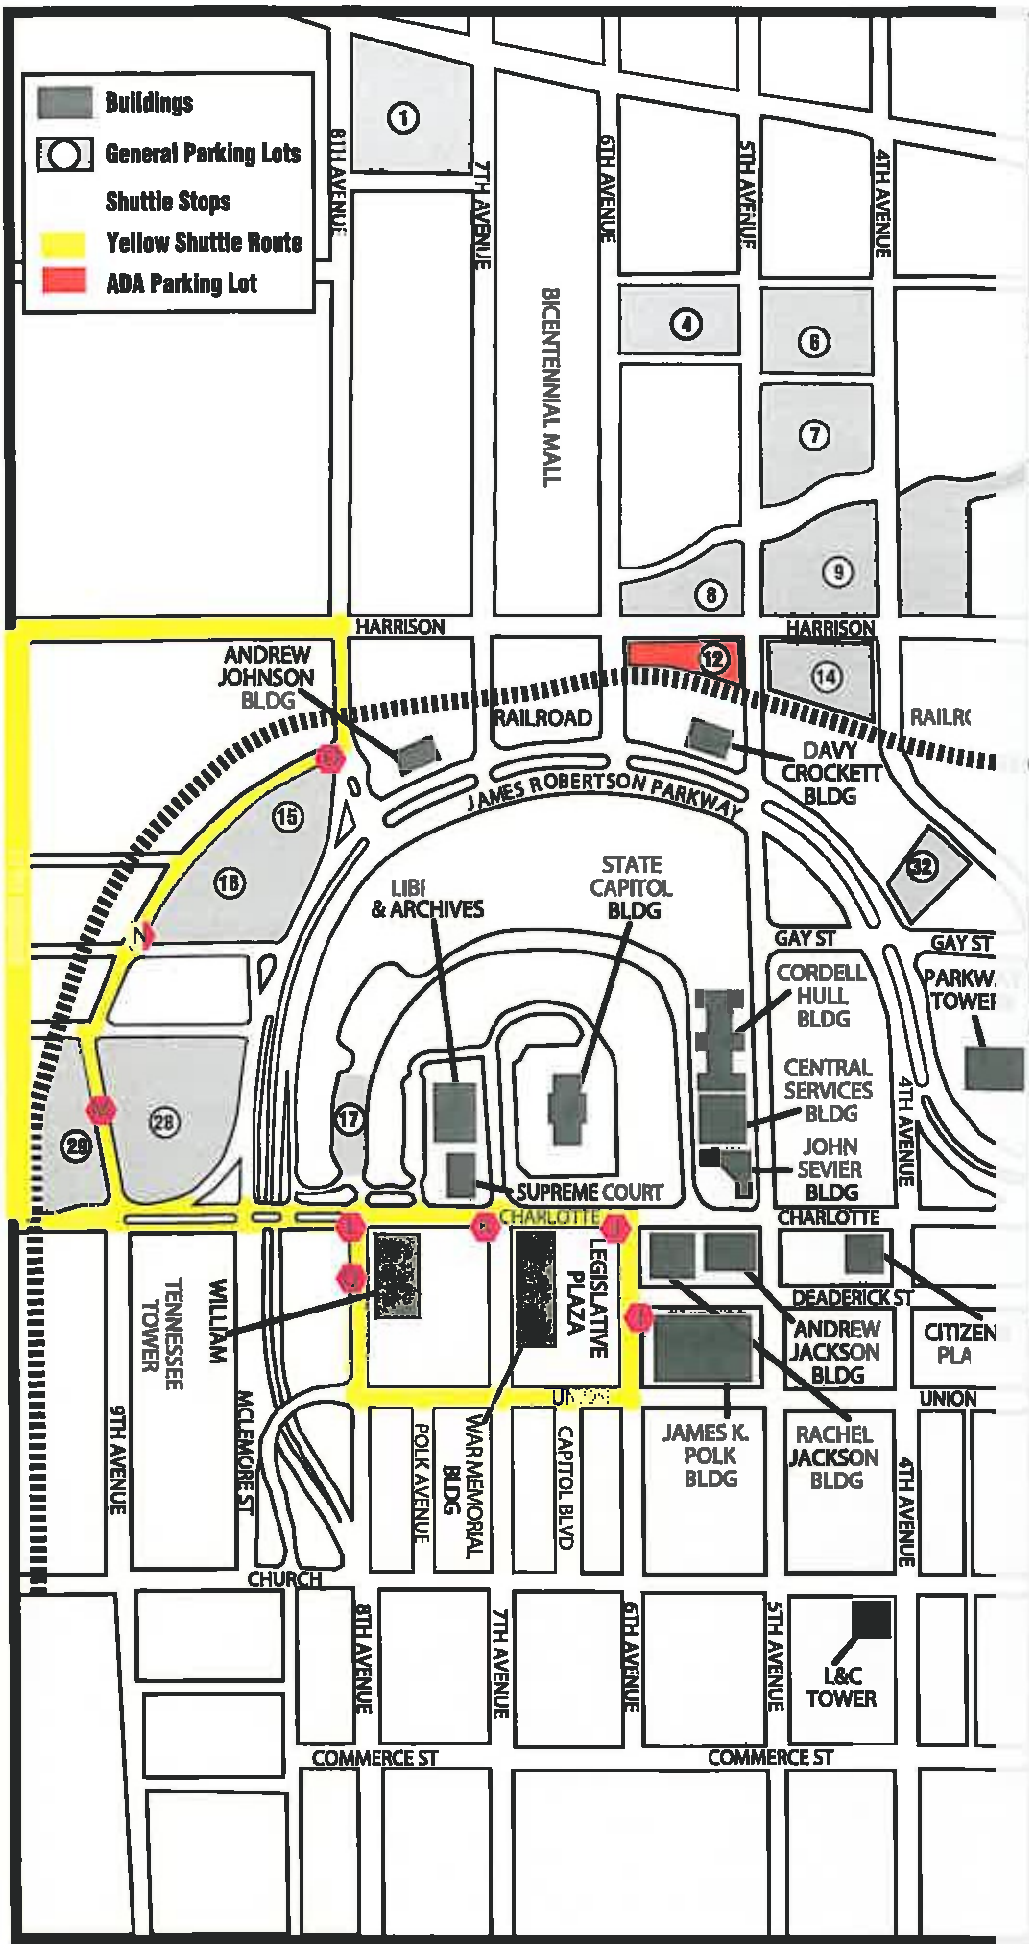 Buildings
General Parking Lots
Shuttle Stops
Yellow Shuttle Route
ADA Parking Lot
1
8TH AVENUE
7TH AVENUE
6TH AVENUE
5TH AVENUE
4TH AVENUE
BICENTENNIAL MALL
4
6
7
9
8
HARRISON
HARRISON
ANDREW
JOHNSON
BLDG
12
14
RAILROAD
RAILR
DAVY
CROCKETT
BLDG
JAMES ROBERTSON PARKWAY
15
16
32
LIB
& ARCHIVES
STATE
CAPITOL
BLDG
N
GAY ST
GAY ST
CORDELL
HULL
BLDG
PARKW
TOWE
CENTRAL
SERVICES
BLDG
4TH AVENUE
M
28
29
17
JOHN
SEVIER
BLDG
SUPREME COURT
CHARLOTTE
CHARLOTTE
LEGISLATIVE
PLAZA
WILLIAM
TENNESSEE
TOWER
DEADERICK ST
ANDREW
JACKSON
BLDG
CITIZEN
PLA
UNION
9TH AVENUE
MCLEMORE ST
POLK AVENUE
WAR MEMORIAL
BLDG
CAPITOL BLVD
JAMES K.
POLK
BLDG
RACHEL
JACKSON
BLDG
4TH AVENUE
CHURCH
8TH AVENUE
7TH AVENUE
6TH AVENUE
5TH AVENUE
L&C
TOWER
COMMERCE ST
COMMERCE ST